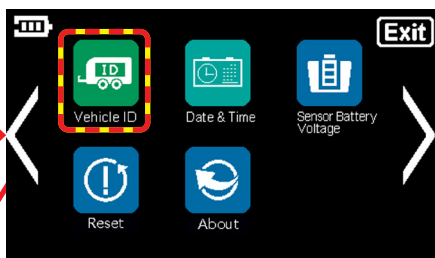 Exit
ID
Vehicle ID
Date & Time
Sensor Battery
Voltage
Reset
About